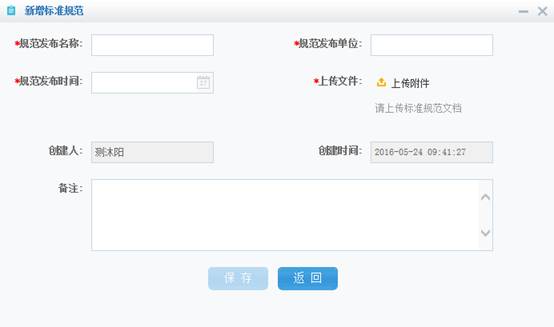 新增标准规范
*规范发布名称： *规范发布单位：
*规范发布时间： *上传文件： 上传附件
请上传标准规范文档
创建人： 测沐阳 创建时间： 2016-05-24 09:41:27
备注：
保 存 返 回